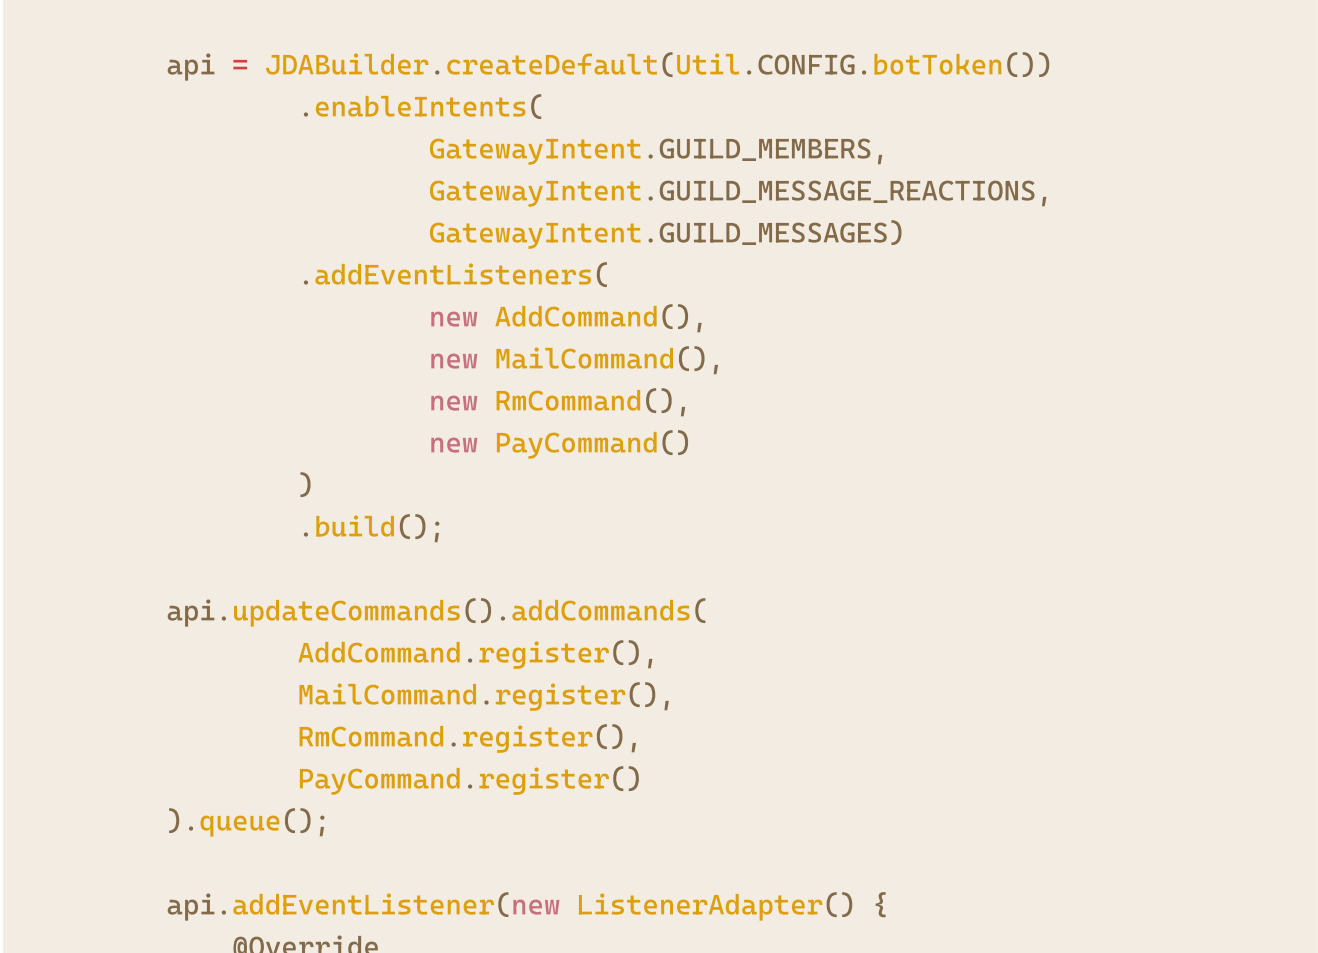 api = JDABuilder.createDefault(Util.CONFIG.botToken())
        .enableIntents(
                GatewayIntent.GUILD_MEMBERS,
                GatewayIntent.GUILD_MESSAGE_REACTIONS,
                GatewayIntent.GUILD_MESSAGES)
        .addEventListeners(
                new AddCommand(),
                new MailCommand(),
                new RmCommand(),
                new PayCommand()
        )
        .build();

api.updateCommands().addCommands(
        AddCommand.register(),
        MailCommand.register(),
        RmCommand.register(),
        PayCommand.register()
).queue();

api.addEventListener(new ListenerAdapter() {
    @Override